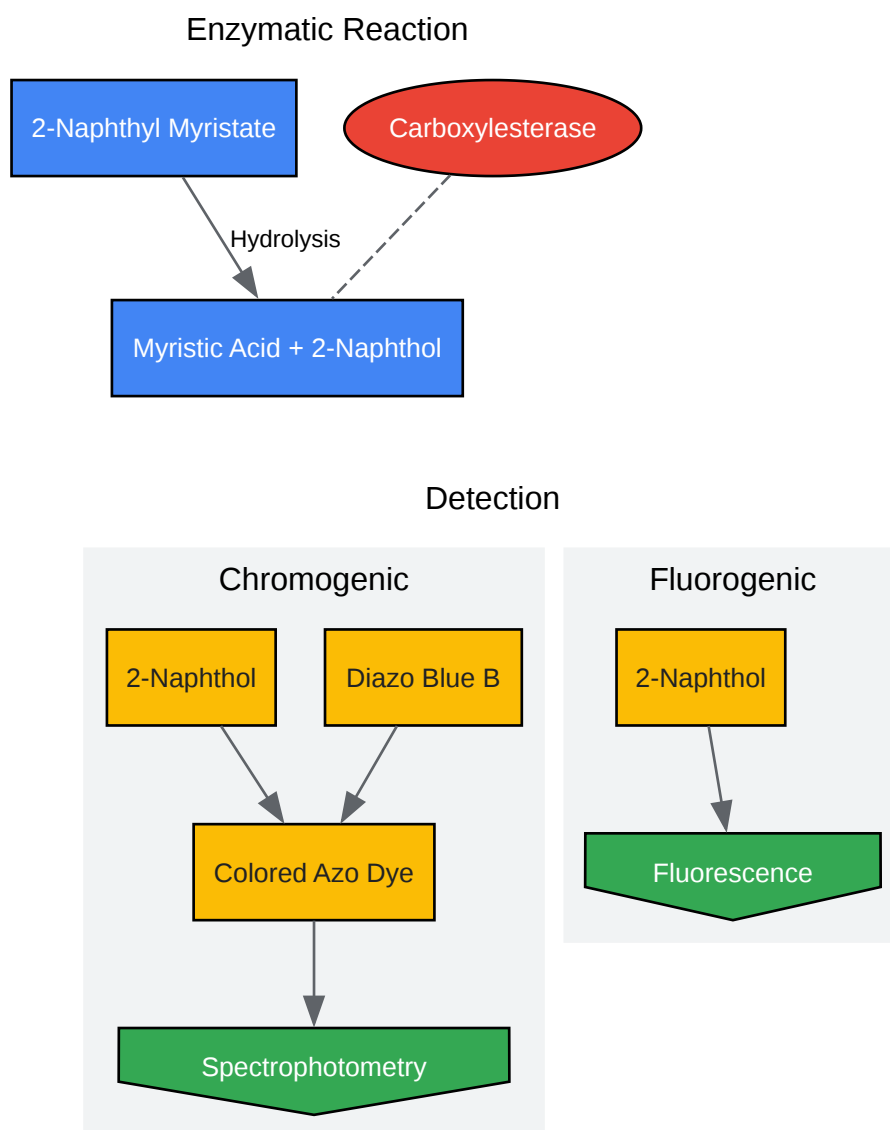 Enzymatic Reaction
2-Naphthyl Myristate
Carboxylesterase
Hydrolysis
Myristic Acid + 2-Naphthol
Detection
Chromogenic
Fluorogenic
2-Naphthol
Diazo Blue B
2-Naphthol
Colored Azo Dye
Fluorescence
Spectrophotometry